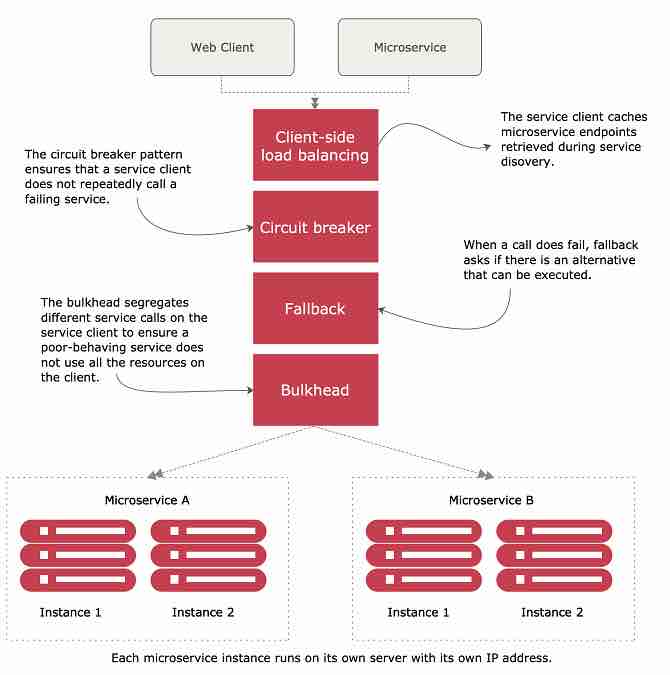 Web Client
Microservice
Client-side
load balancing
The service client caches
microservice endpoints
retrieved during service
disovery.
The circuit breaker pattern
ensures that a service client
does not repeatedly call a
failing service.
Circuit breaker
When a call does fail, fallback
asks if there is an alternative
that can be executed.
Fallback
The bulkhead segregates
different service calls on the
service client to ensure a
poor-behaving service does
not use all the resources on
the client.
Bulkhead
Microservice A
Microservice B
Instance 1
Instance 2
Instance 1
Instance 2
Each microservice instance runs on its own server with its own IP address.